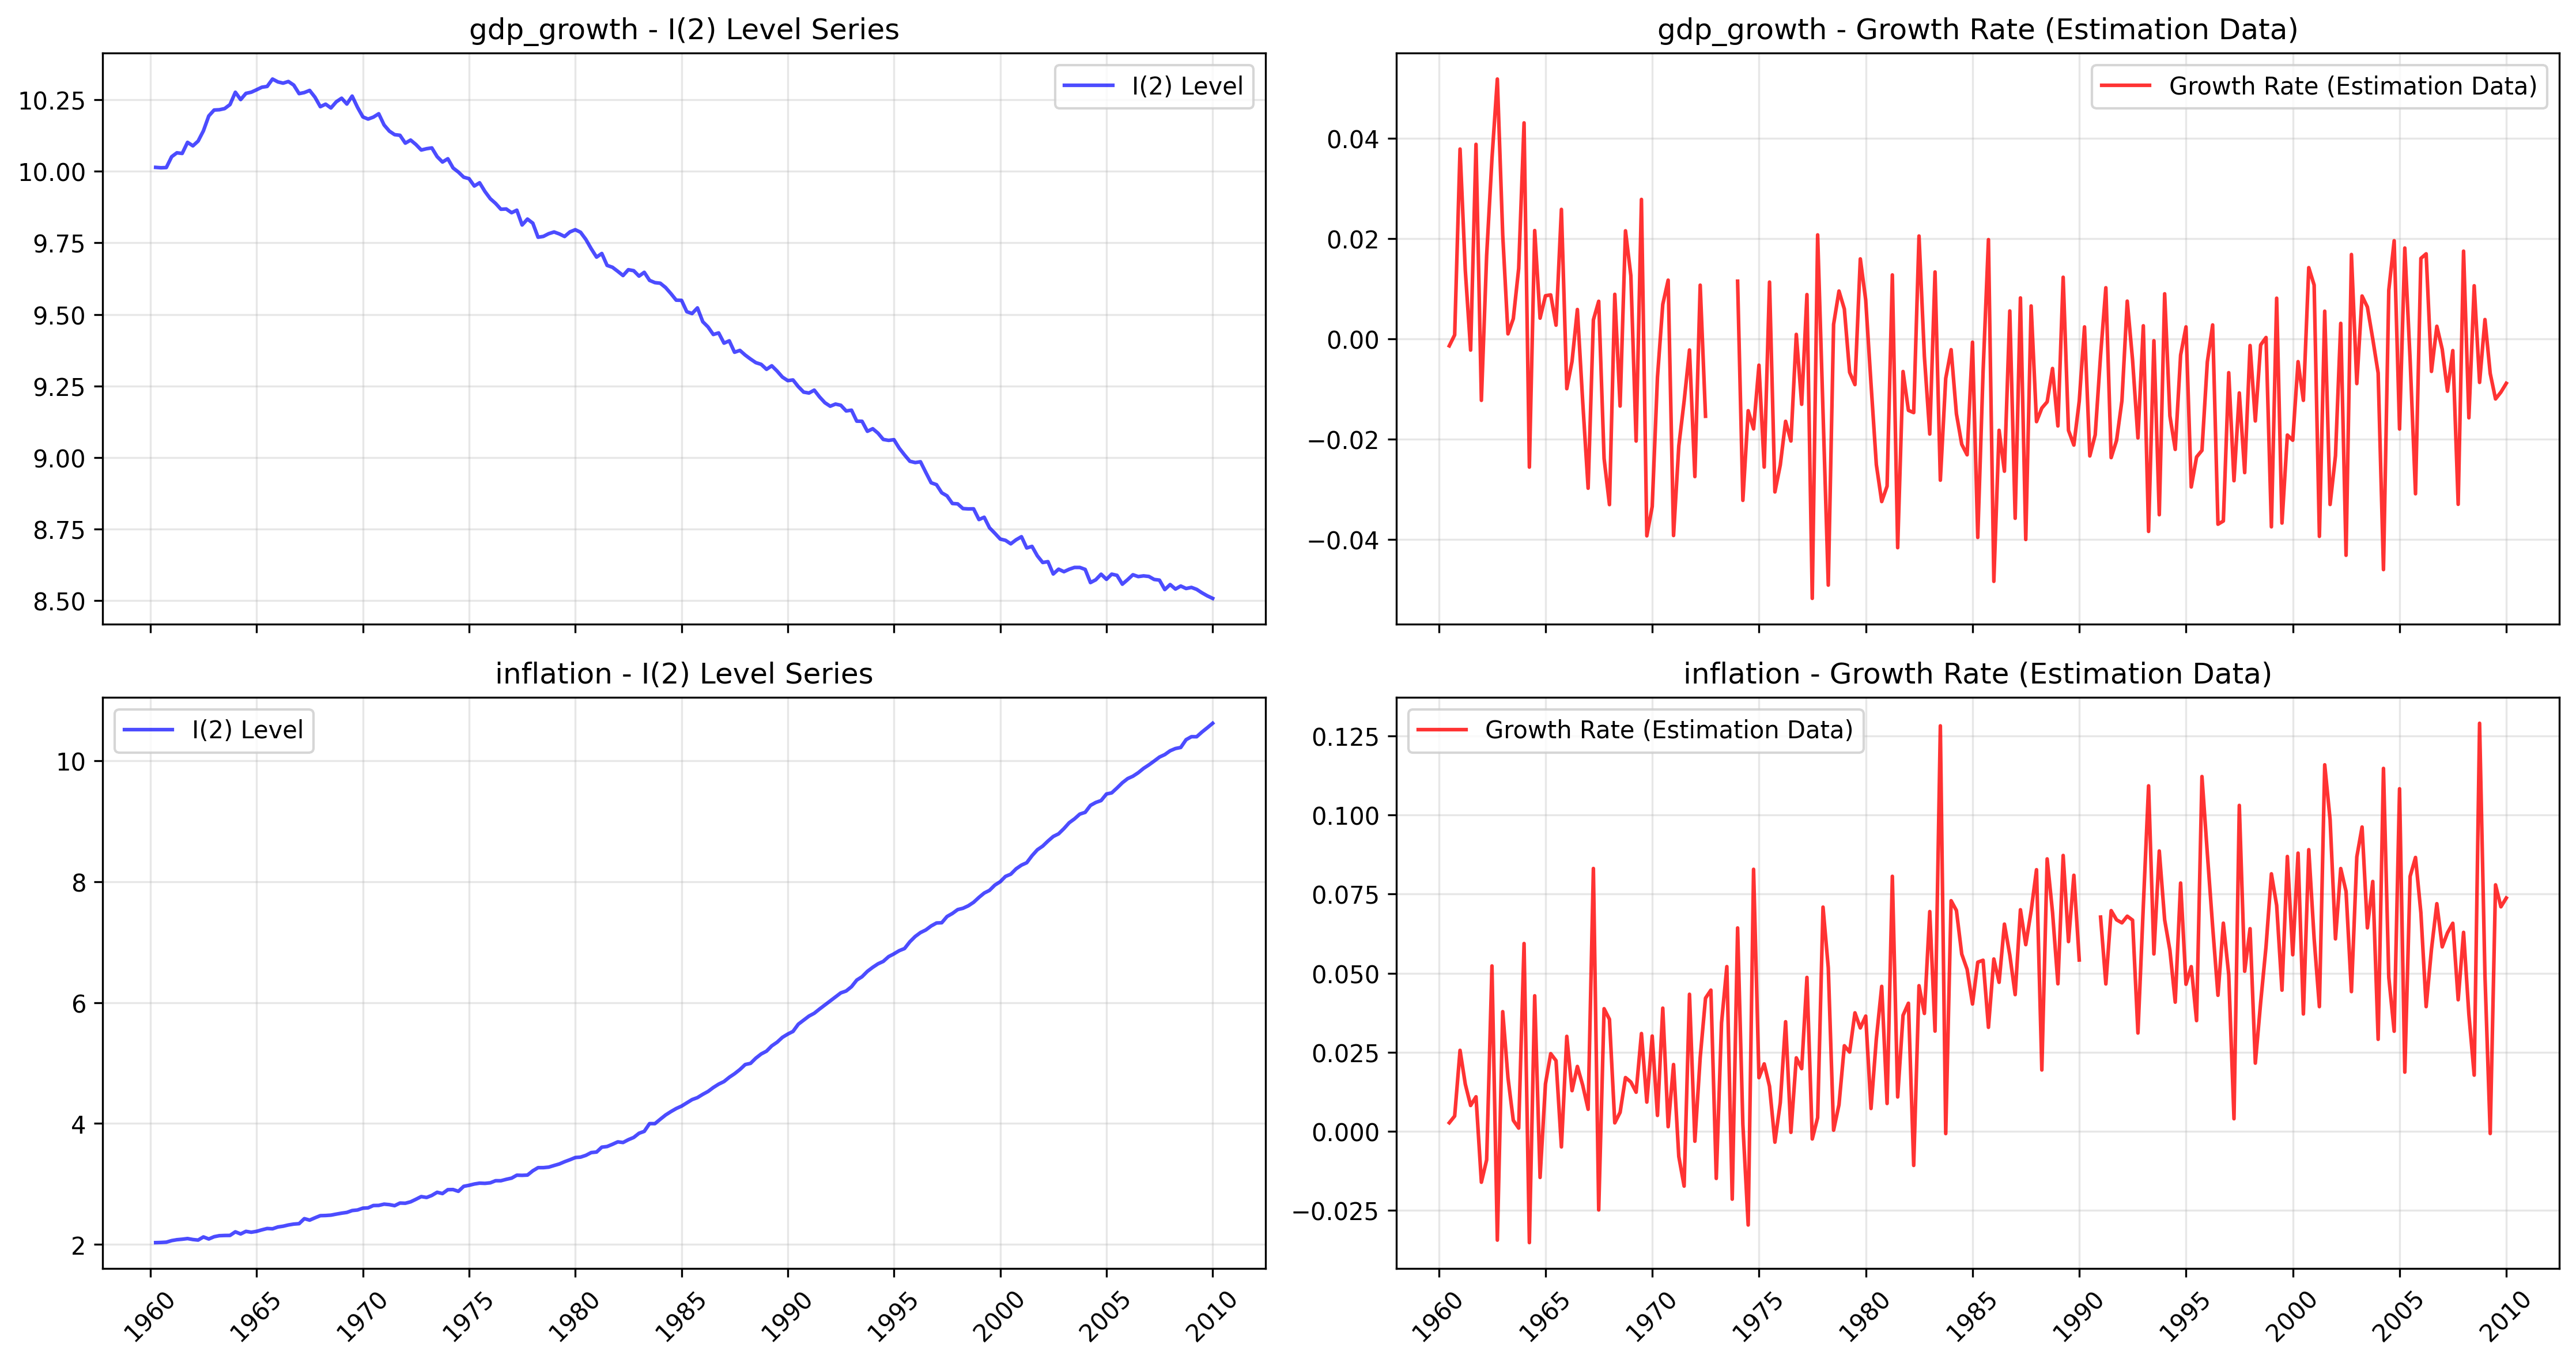 gdp_growth - I(2) Level Series
I(2) Level
10.25
10.00
9.75
9.50
9.25
9.00
8.75
8.50
gdp_growth - Growth Rate (Estimation Data)
Growth Rate (Estimation Data)
0.04
0.02
0.00
−0.02
−0.04
inflation - I(2) Level Series
I(2) Level
10
8
6
4
2
1960 1965 1970 1975 1980 1985 1990 1995 2000 2005 2010
inflation - Growth Rate (Estimation Data)
Growth Rate (Estimation Data)
0.125
0.100
0.075
0.050
0.025
0.000
−0.025
1960 1965 1970 1975 1980 1985 1990 1995 2000 2005 2010